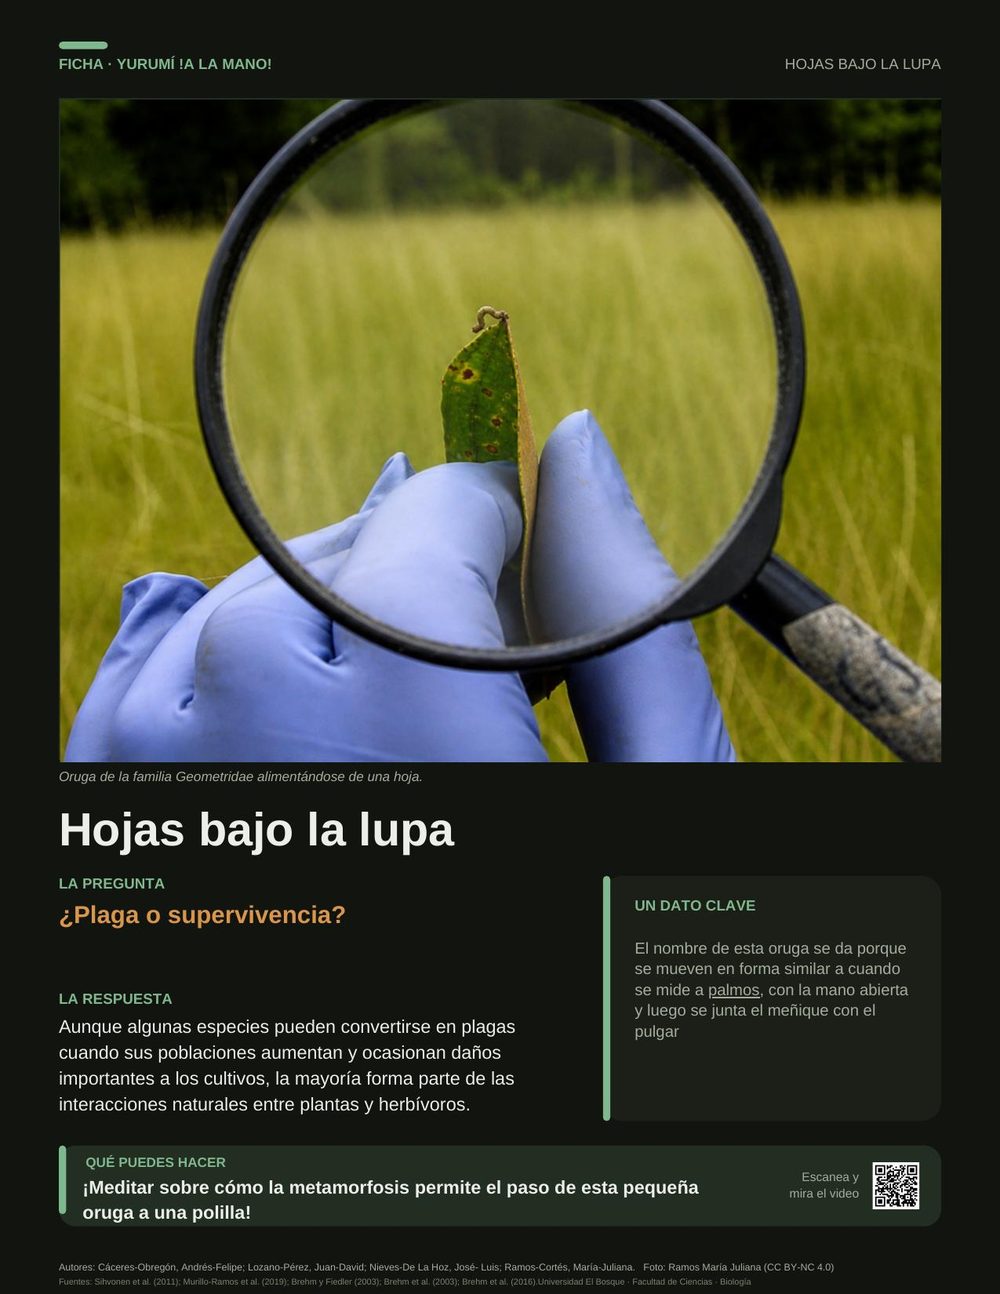 FICHA · YURUMÍ !A LA MANO!
HOJAS BAJO LA LUPA
Oruga de la familia Geometridae alimentándose de una hoja.
Hojas bajo la lupa
LA PREGUNTA
¿Plaga o supervivencia?
LA RESPUESTA
Aunque algunas especies pueden convertirse en plagas
cuando sus poblaciones aumentan y ocasionan daños
importantes a los cultivos, la mayoría forma parte de las
interacciones naturales entre plantas y herbívoros.
UN DATO CLAVE
El nombre de esta oruga se da porque
se mueven en forma similar a cuando
se mide a palmos, con la mano abierta
y luego se junta el meñique con el
pulgar
QUÉ PUEDES HACER
¡Meditar sobre cómo la metamorfosis permite el paso de esta pequeña
oruga a una polilla!
Escanea y
mira el video
Autores: Cáceres-Obregón, Andrés-Felipe; Lozano-Pérez, Juan-David; Nieves-De La Hoz, José- Luis; Ramos-Cortés, María-Juliana. Foto: Ramos María Juliana (CC BY-NC 4.0)
Fuentes: Sihvonen et al. (2011); Murillo-Ramos et al. (2019); Brehm y Fiedler (2003); Brehm et al. (2003); Brehm et al. (2016).Universidad El Bosque · Facultad de Ciencias · Biología